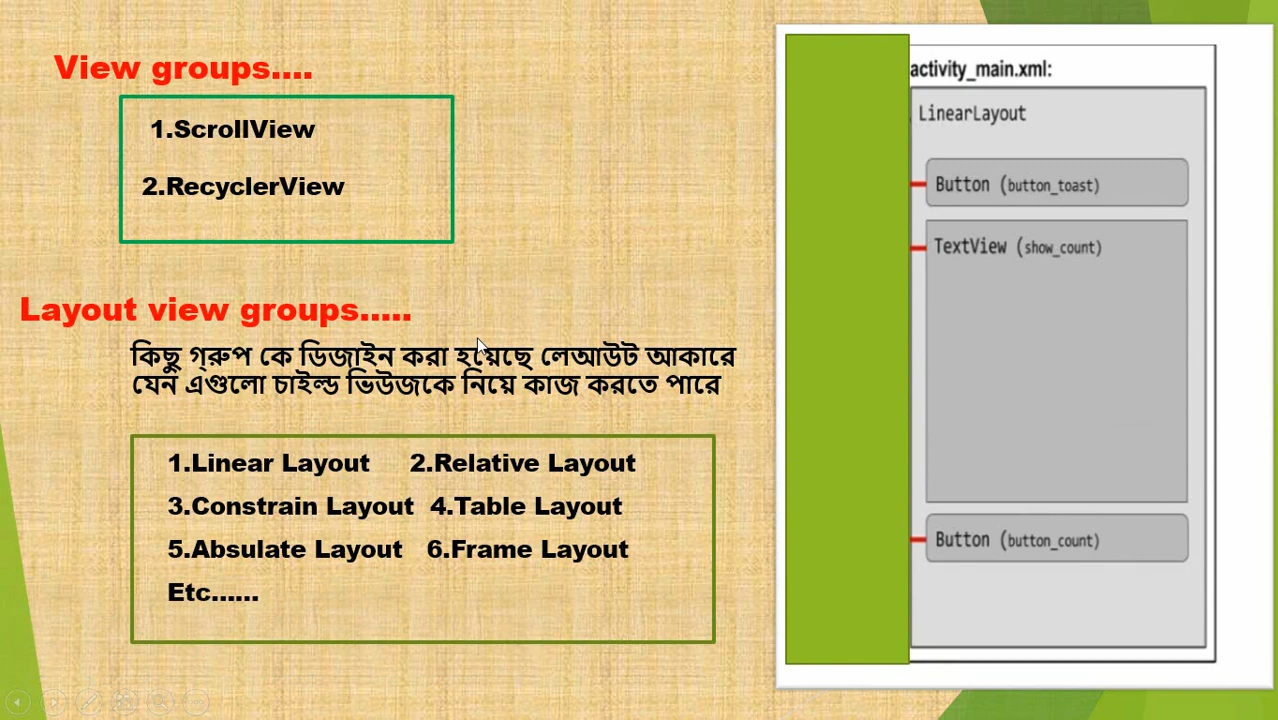 View groups....
1.ScrollView
2.RecyclerView
Layout view groups.....
কিছু গ্রুপ কে ডিজাইন করা হয়েছে লেআউট আকারে
যেন এগুলো চাইল্ড ভিউজকে নিয়ে কাজ করতে পারে
1.Linear Layout 2.Relative Layout
3.Constrain Layout 4.Table Layout
5.Absulate Layout 6.Frame Layout
Etc......
activity_main.xml:
LinearLayout
Button (button_toast)
TextView (show_count)
Button (button_count)